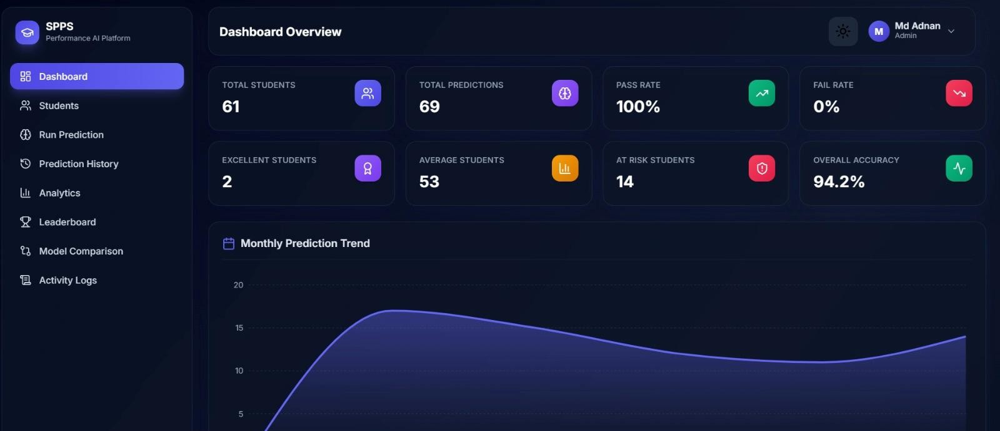 SPPS
Performance AI Platform
Dashboard
Students
Run Prediction
Prediction History
Analytics
Leaderboard
Model Comparison
Activity Logs
Dashboard Overview
M
Md Adnan
Admin
TOTAL STUDENTS
61
TOTAL PREDICTIONS
69
PASS RATE
100%
FAIL RATE
0%
EXCELLENT STUDENTS
2
AVERAGE STUDENTS
53
AT RISK STUDENTS
14
OVERALL ACCURACY
94.2%
Monthly Prediction Trend
20
15
10
5